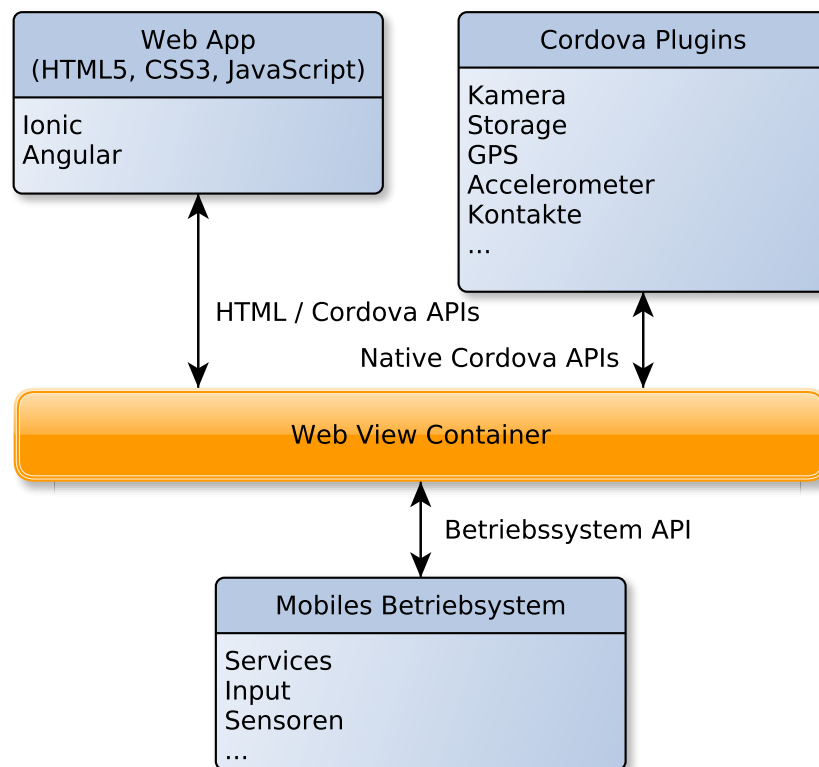 Web App
(HTML5, CSS3, JavaScript)
Ionic
Angular
Cordova Plugins
Kamera
Storage
GPS
Accelerometer
Kontakte
...
HTML / Cordova APIs
Native Cordova APIs
Web View Container
Betriebssystem API
Mobiles Betriebsystem
Services
Input
Sensoren
...